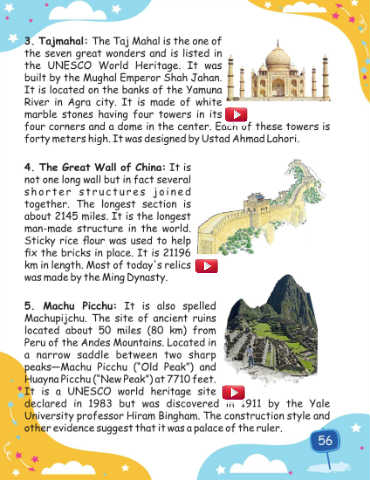 3. Tajmahal: The Taj Mahal is the one of
the seven great wonders and is listed in
the UNESCO World Heritage. It was
built by the Mughal Emperor Shah Jahan.
It is located on the banks of the Yamuna
River in Agra city. It is made of white
marble stones having four towers in its
four corners and a dome in the center. Each of these towers is
forty meters high. It was designed by Ustad Ahmad Lahori.
4. The Great Wall of China: It is
not one long wall but in fact several
shorter structures joined
together. The longest section is
about 2145 miles. It is the longest
man-made structure in the world.
Sticky rice flour was used to help
fix the bricks in place. It is 21196
km in length. Most of today's relics
was made by the Ming Dynasty.
5. Machu Picchu: It is also spelled
Machupijchu. The site of ancient ruins
located about 50 miles (80 km) from
Peru of the Andes Mountains. Located in
a narrow saddle between two sharp
peaks—Machu Picchu ("Old Peak") and
Huayna Picchu ("New Peak") at 7710 feet.
It is a UNESCO world heritage site
declared in 1983 but was discovered in 1911 by the Yale
University professor Hiram Bingham. The construction style and
other evidence suggest that it was a palace of the ruler.
56